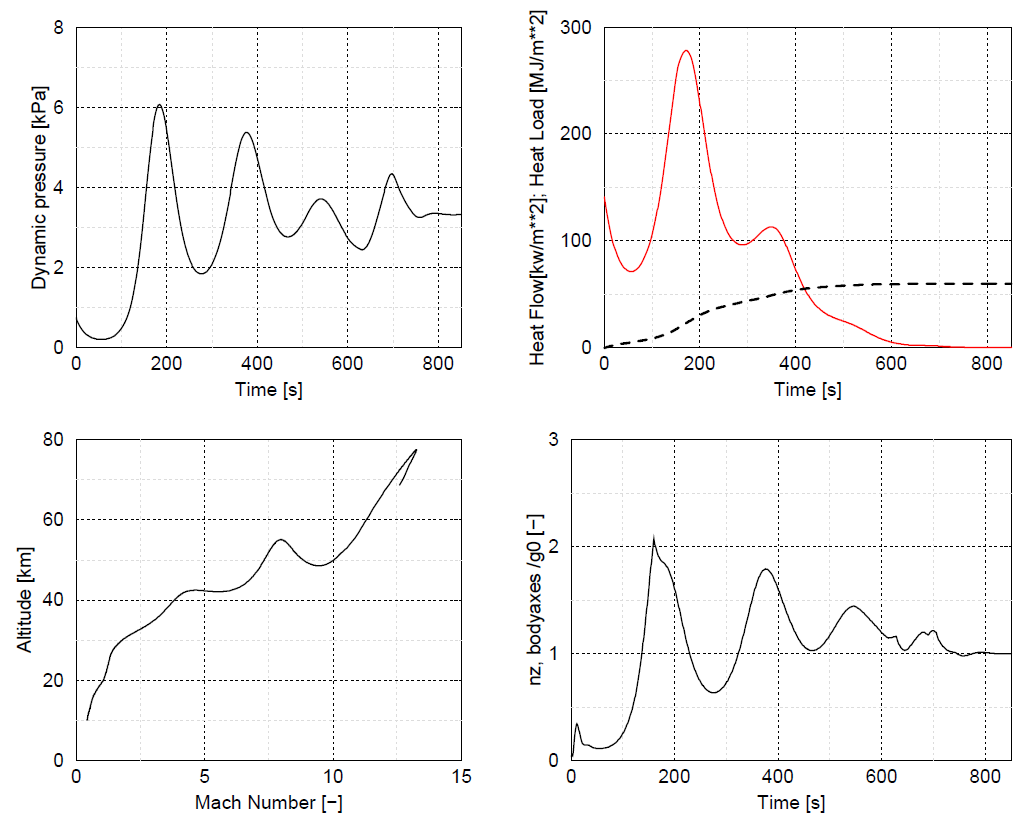 Dynamic pressure [kPa]
8
6
4
2
0
0 200 400 600 800
Time [s]
Heat Flow[kw/m**2]; Heat Load [MJ/m**2]
300
200
100
0
0 200 400 600 800
Time [s]
Altitude [km]
80
60
40
20
0
0 5 10 15
Mach Number [−]
nz, bodyaxes /g0 [−]
3
2
1
0
0 200 400 600 800
Time [s]